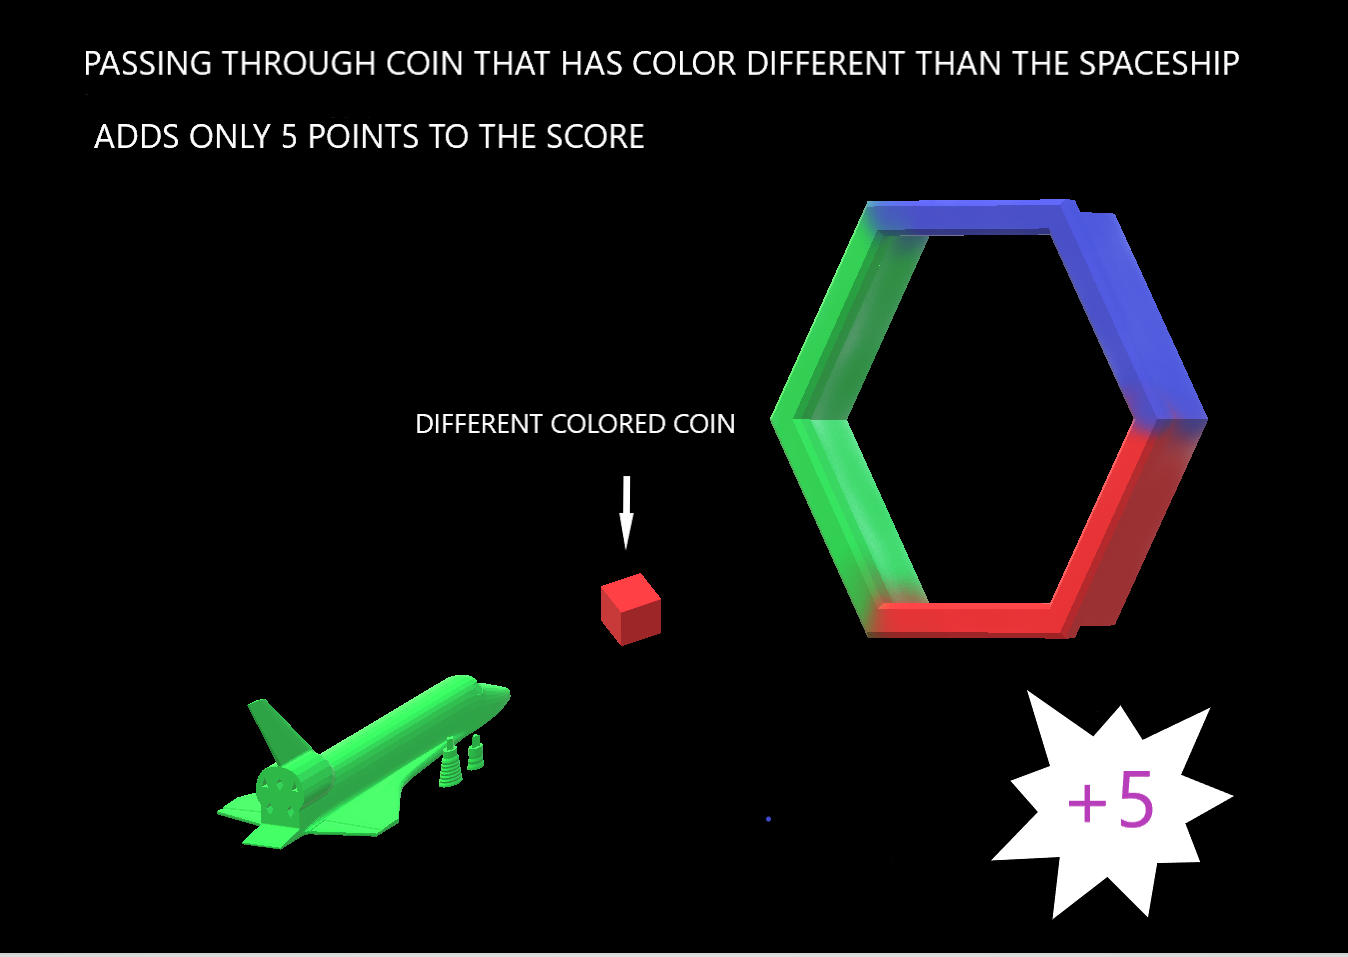 PASSING THROUGH COIN THAT HAS COLOR DIFFERENT THAN THE SPACESHIP
ADDS ONLY 5 POINTS TO THE SCORE
DIFFERENT COLORED COIN
+5